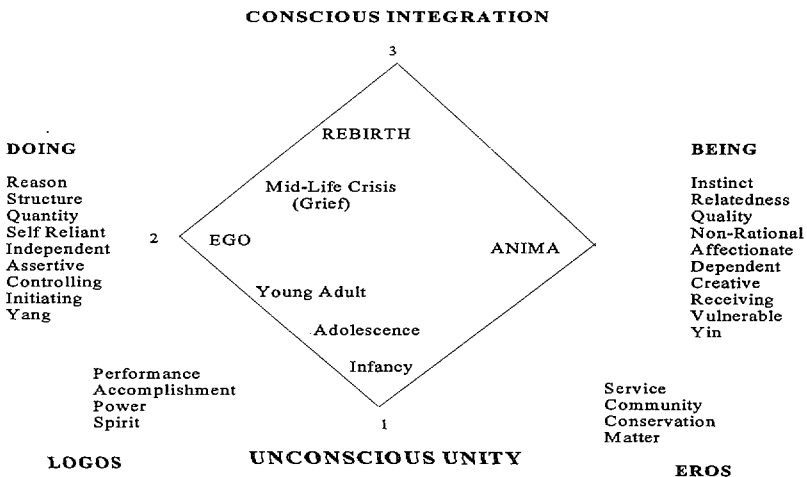 CONSCIOUS INTEGRATION
3
REBIRTH
DOING
Reason
Structure
Quantity
Self Reliant
Independent
Assertive
Controlling
Initiating
Yang
Mid-Life Crisis
(Grief)
2
EGO
ANIMA
BEING
Instinct
Relatedness
Quality
Non-Rational
Affectionate
Dependent
Creative
Receiving
Vulnerable
Yin
Young Adult
Adolescence
Infancy
Performance
Accomplishment
Power
Spirit
1
Service
Community
Conservation
Matter
LOGOS
UNCONSCIOUS UNITY
EROS